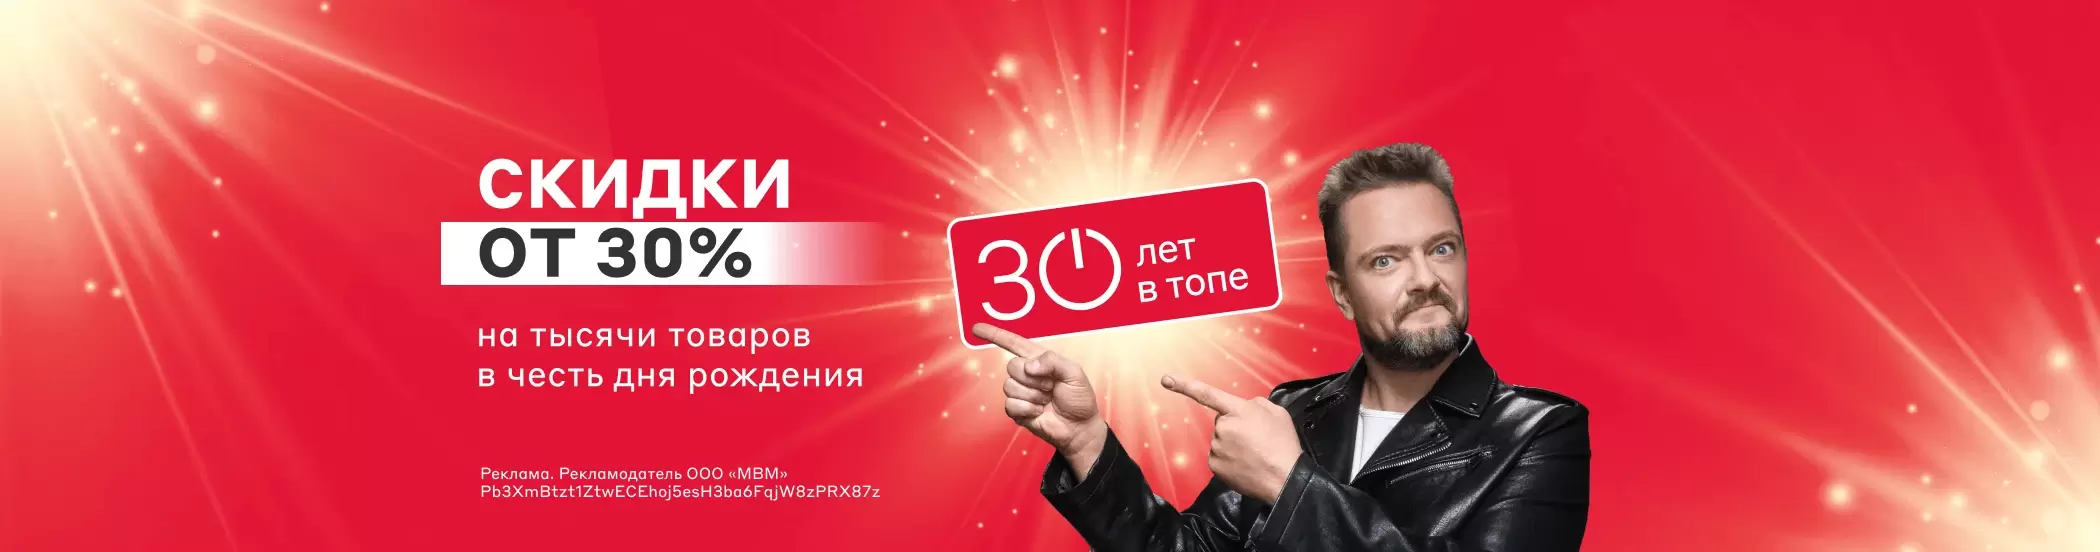 СКИДКИ
ОТ 30%
на тысячи товаров
в честь дня рождения
Реклама. Рекламодатель ООО «МВМ»
Pb3XmBtzt1ZtwECEhoj5esH3ba6FqjW8zPRX87z
30 лет
в топе